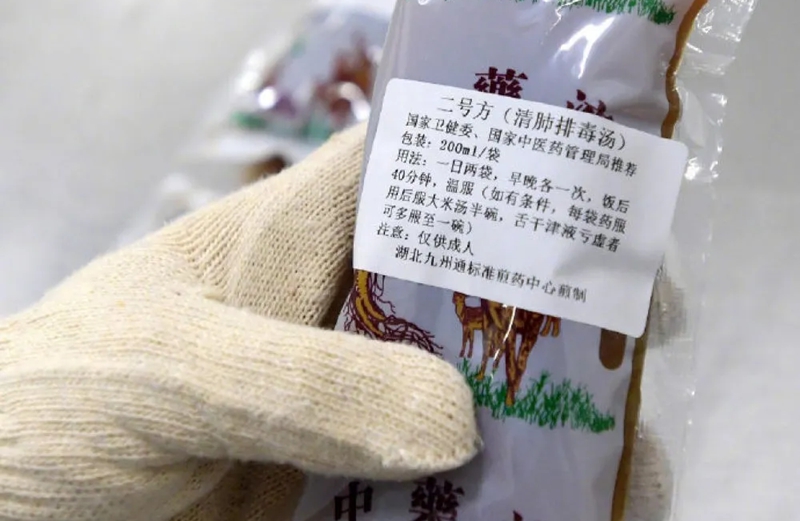 藥
二号方（清肺排毒汤）
国家卫健委、国家中医药管理局推荐
包装：200ml/袋
用法：一日两袋，早晚各一次，饭后
40分钟，温服（如有条件，每袋药服
用后服大米汤半碗，舌干津液亏虚者
可多服至一碗）
注意：仅供成人
湖北九州通标准煎药中心煎制
中藥